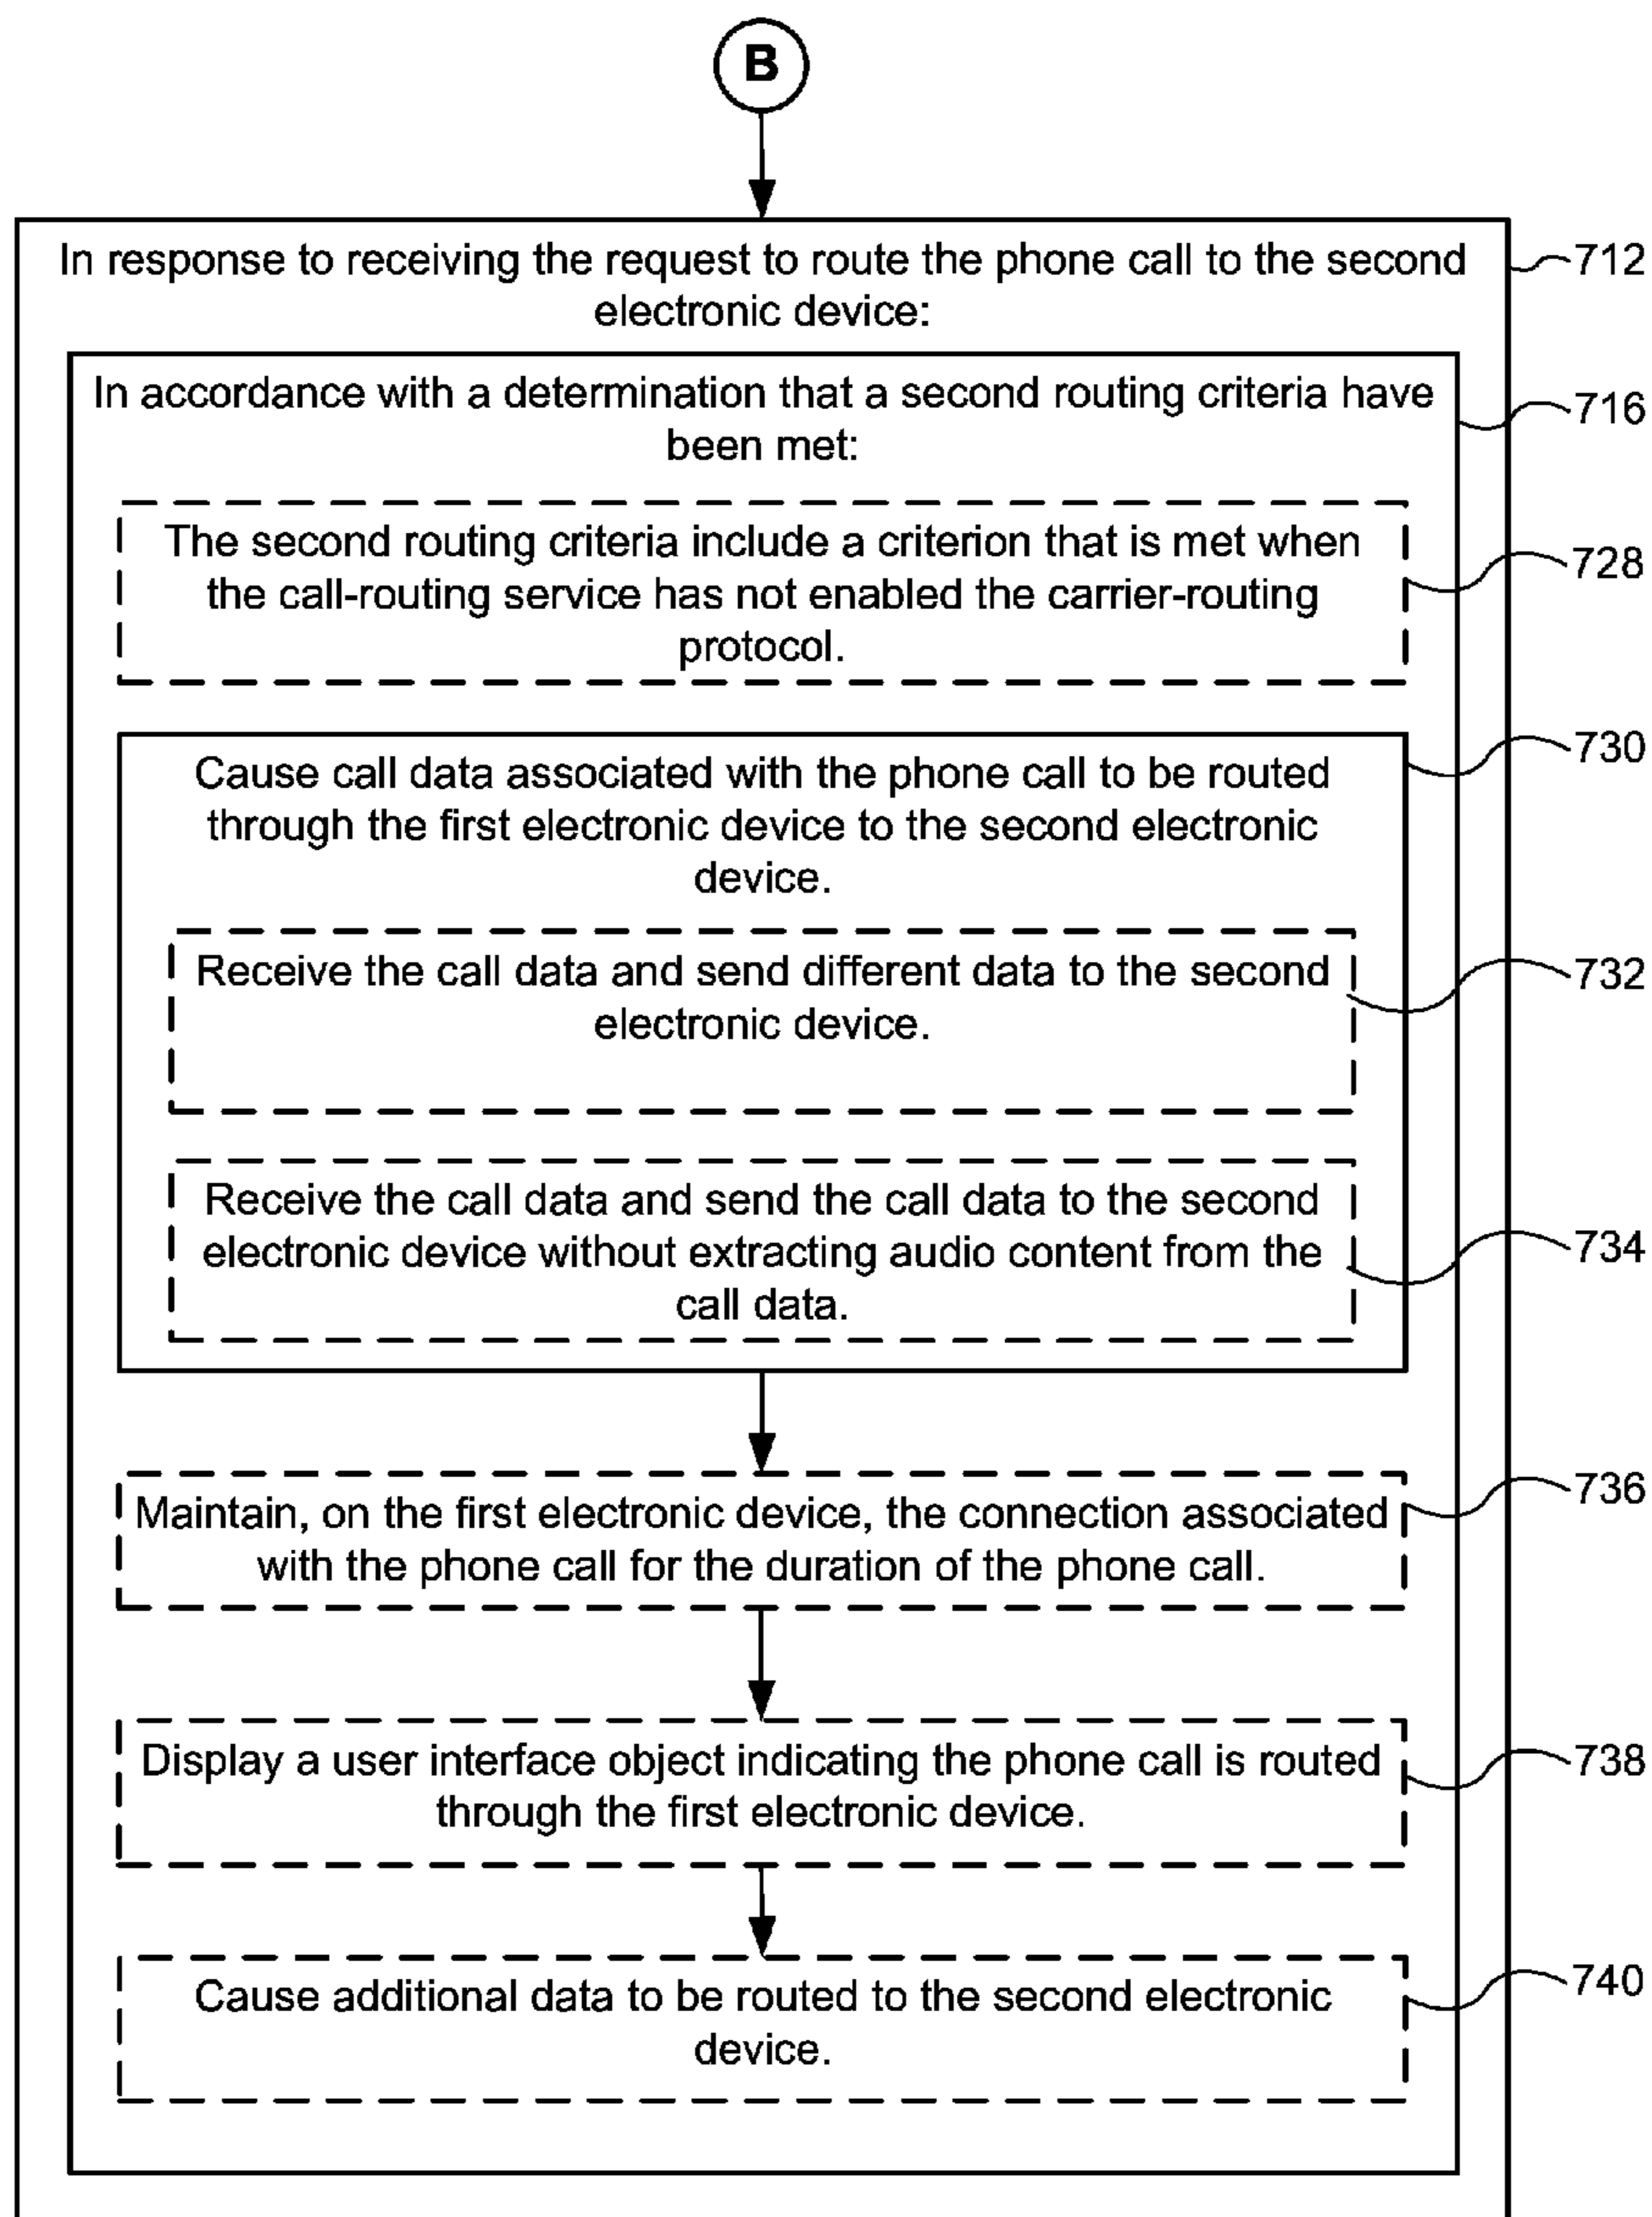 B
In response to receiving the request to route the phone call to the second
electronic device:
712
In accordance with a determination that a second routing criteria have
been met:
716
The second routing criteria include a criterion that is met when
the call-routing service has not enabled the carrier-routing
protocol.
728
Cause call data associated with the phone call to be routed
through the first electronic device to the second electronic
device.
730
Receive the call data and send different data to the second
electronic device.
732
Receive the call data and send the call data to the second
electronic device without extracting audio content from the
call data.
734
Maintain, on the first electronic device, the connection associated
with the phone call for the duration of the phone call.
736
Display a user interface object indicating the phone call is routed
through the first electronic device.
738
Cause additional data to be routed to the second electronic
device.
740